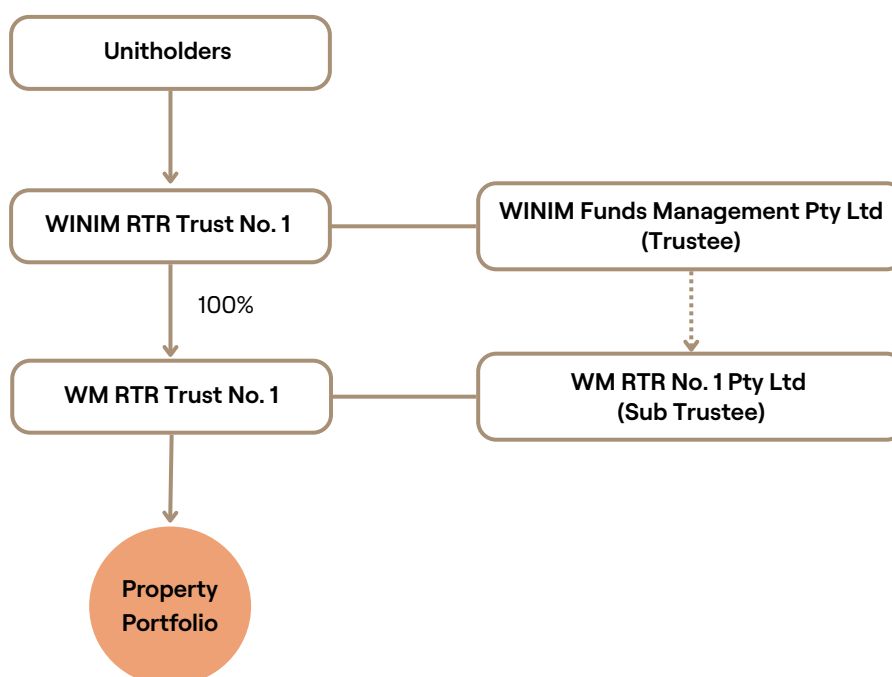 Unitholders
WINIM RTR Trust No. 1
WINIM Funds Management Pty Ltd
(Trustee)
100%
WM RTR Trust No. 1
WM RTR No. 1 Pty Ltd
(Sub Trustee)
Property
Portfolio